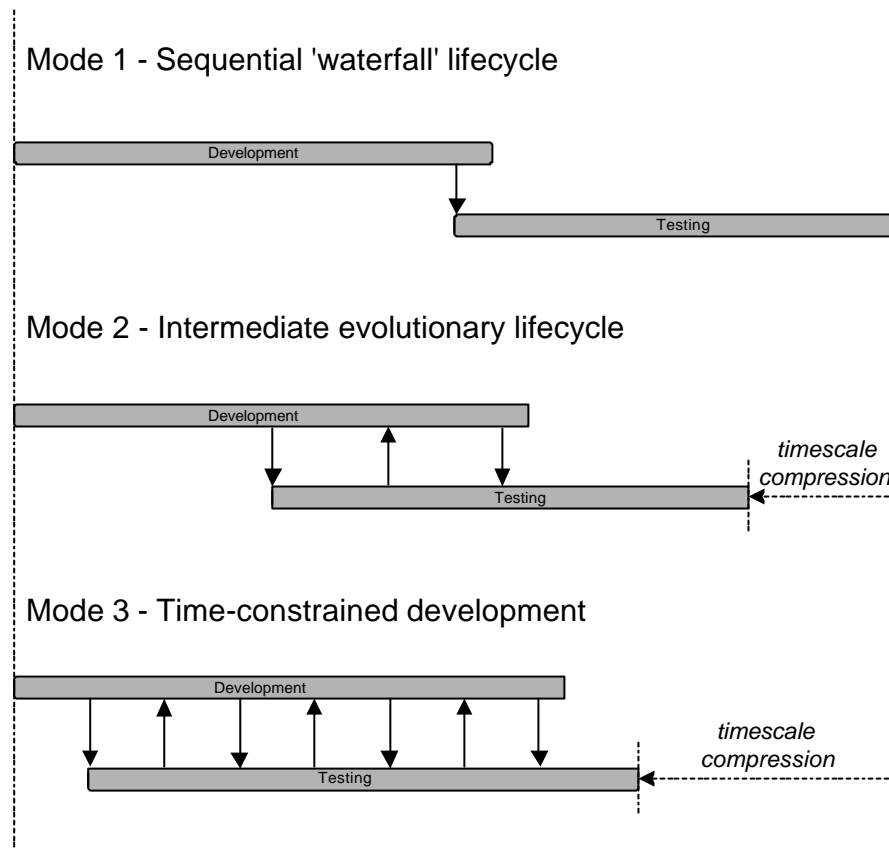 Mode 1 - Sequential 'waterfall' lifecycle
Development
Testing
Mode 2 - Intermediate evolutionary lifecycle
Development
timescale
compression
Testing
Mode 3 - Time-constrained development
Development
timescale
compression
Testing